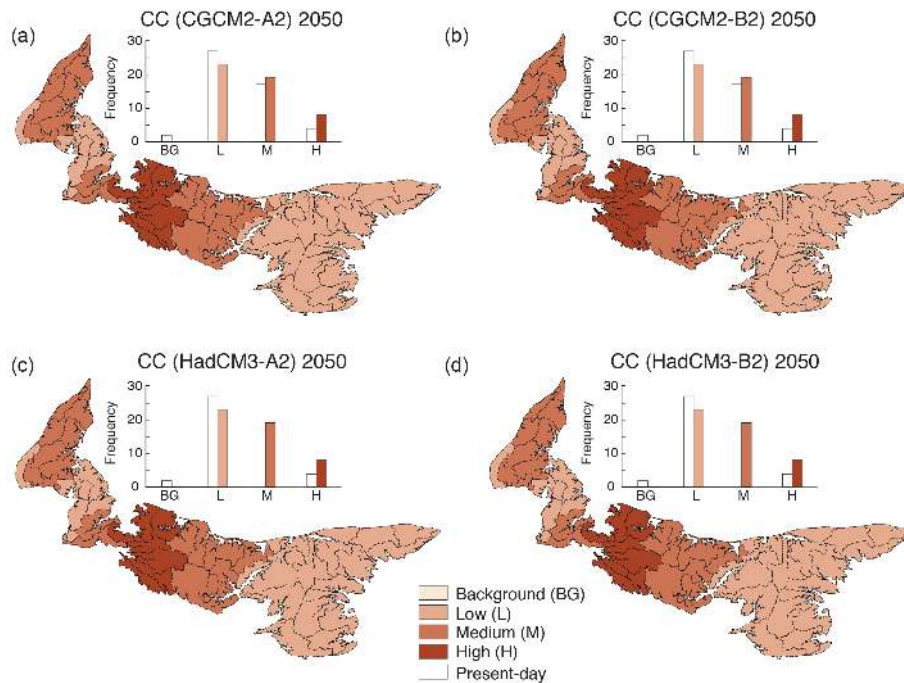 (a)
CC (CGCM2-A2) 2050
Frequency
30
20
10
0
BG L M H
(b)
CC (CGCM2-B2) 2050
Frequency
30
20
10
0
BG L M H
(c)
CC (HadCM3-A2) 2050
Frequency
30
20
10
0
BG L M H
(d)
CC (HadCM3-B2) 2050
Frequency
30
20
10
0
BG L M H
Background (BG)
Low (L)
Medium (M)
High (H)
Present-day